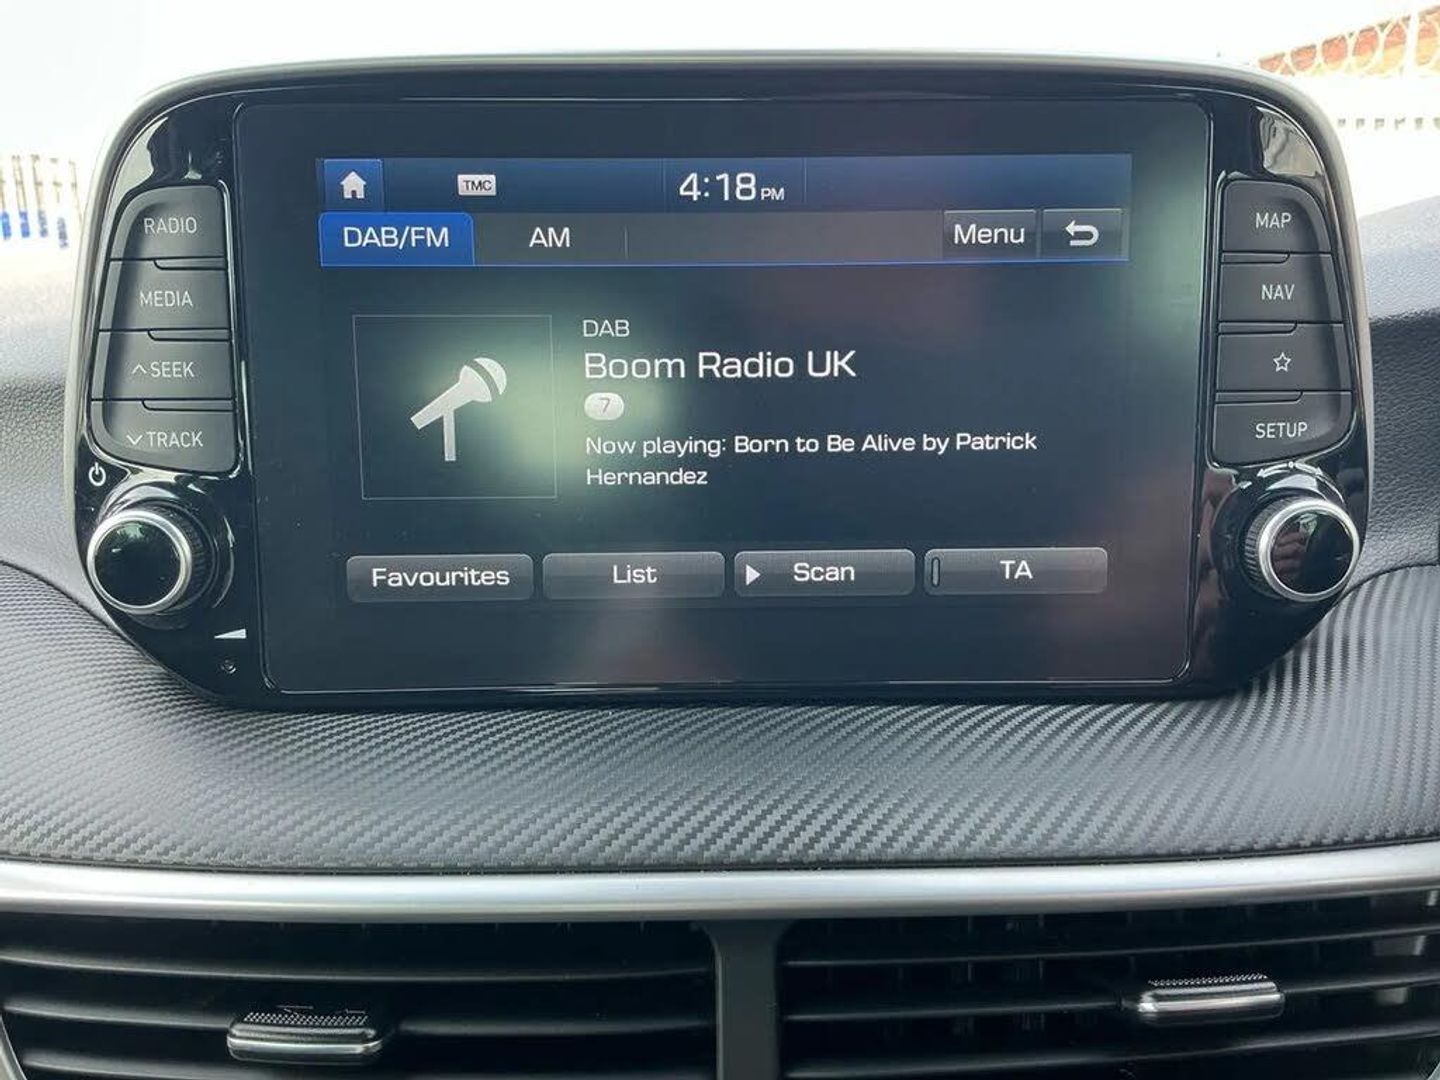 TMC
4:18 PM
DAB/FM
AM
Menu
DAB
Boom Radio UK
7
Now playing: Born to Be Alive by Patrick
Hernandez
Favourites
List
Scan
TA
RADIO
MEDIA
SEEK
TRACK
MAP
NAV
SETUP